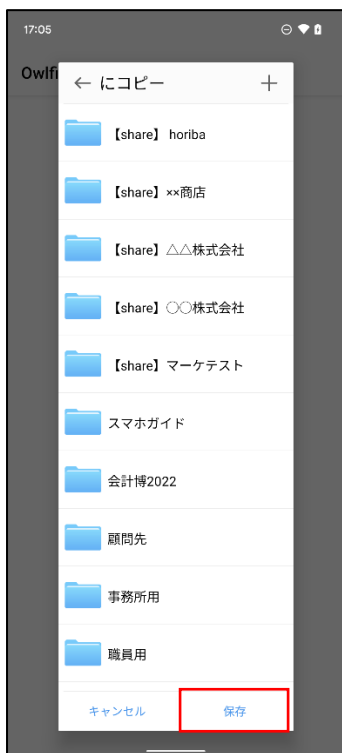 17:05
Owlfi
にコピー
【share】 horiba
【share】××商店
【share】△△株式会社
【share】〇〇株式会社
【share】マーケテスト
スマホガイド
会計博2022
顧問先
事務所用
職員用
キャンセル 保存